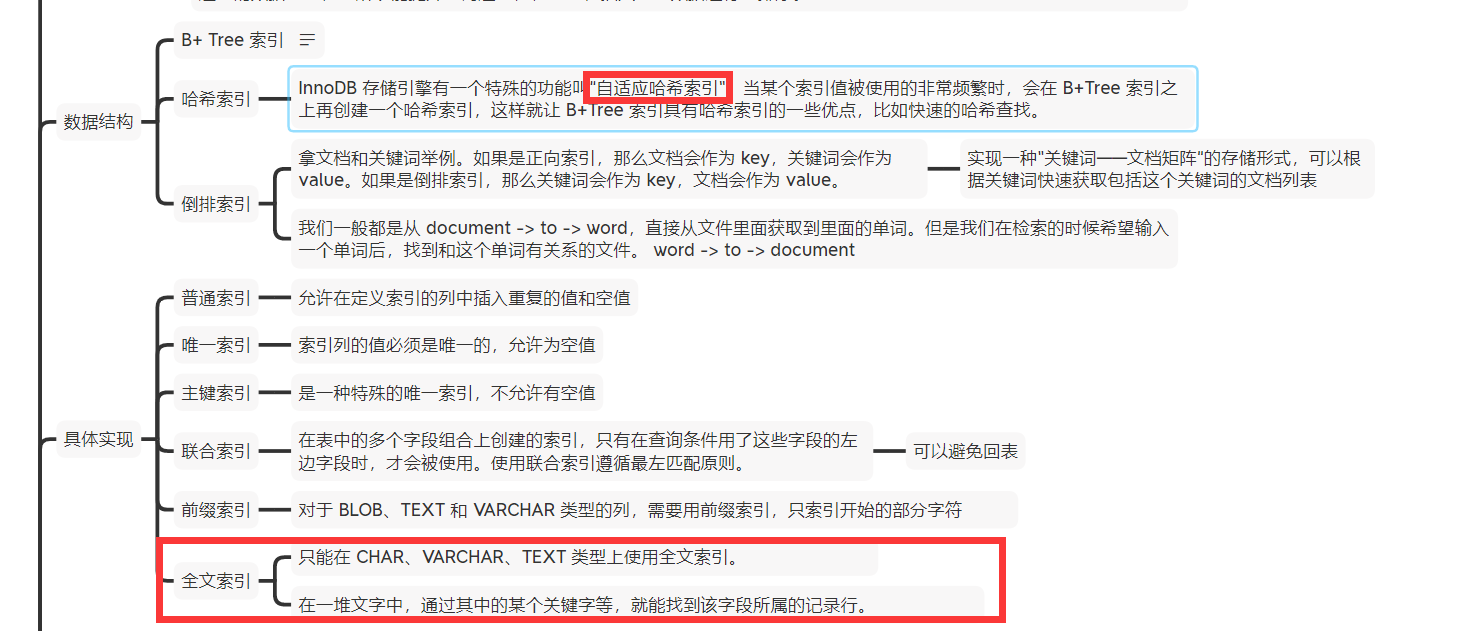 B+ Tree 索引
哈希索引
InnoDB 存储引擎有一个特殊的功能叫"自适应哈希索引" 当某个索引值被使用的非常频繁时，会在 B+Tree 索引之
上再创建一个哈希索引，这样就让 B+Tree 索引具有哈希索引的一些优点，比如快速的哈希查找。
数据结构
拿文档和关键词举例。如果是正向索引，那么文档会作为 key，关键词会作为
value。如果是倒排索引，那么关键词会作为 key，文档会作为 value。
实现一种"关键词——文档矩阵"的存储形式，可以根
据关键词快速获取包括这个关键词的文档列表
倒排索引
我们一般都是从 document -> to -> word，直接从文件里面获取到里面的单词。但是我们在检索的时候希望输入
一个单词后，找到和这个单词有关系的文件。 word -> to -> document
普通索引
允许在定义索引的列中插入重复的值和空值
唯一索引
索引列的值必须是唯一的，允许为空值
主键索引
是一种特殊的唯一索引，不允许有空值
具体实现
联合索引
在表中的多个字段组合上创建的索引，只有在查询条件用了这些字段的左
边字段时，才会被使用。使用联合索引遵循最左匹配原则。
可以避免回表
前缀索引
对于 BLOB、TEXT 和 VARCHAR 类型的列，需要用前缀索引，只索引开始的部分字符
全文索引
只能在 CHAR、VARCHAR、TEXT 类型上使用全文索引。
在一堆文字中，通过其中的某个关键字等，就能找到该字段所属的记录行。